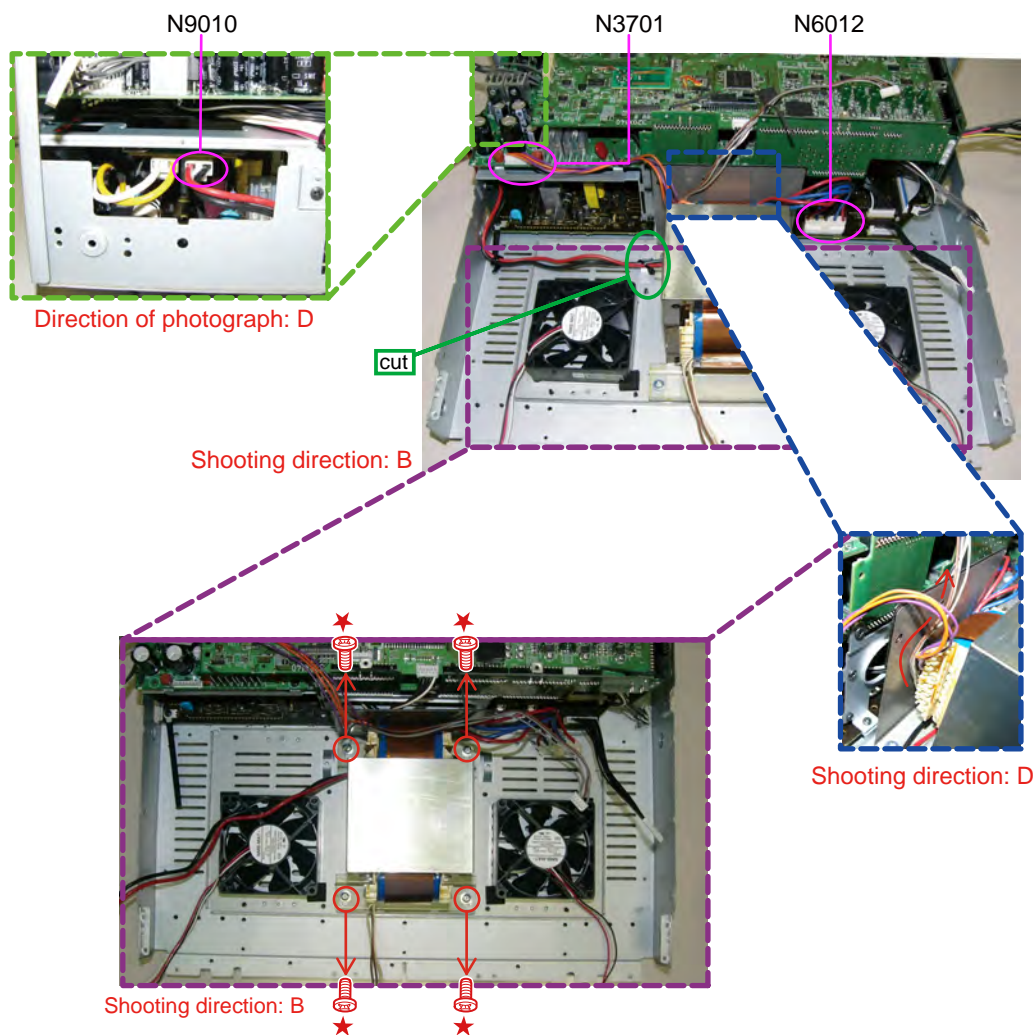 N9010
N3701
N6012
Direction of photograph: D
cut
Shooting direction: B
Shooting direction: D
Shooting direction: B